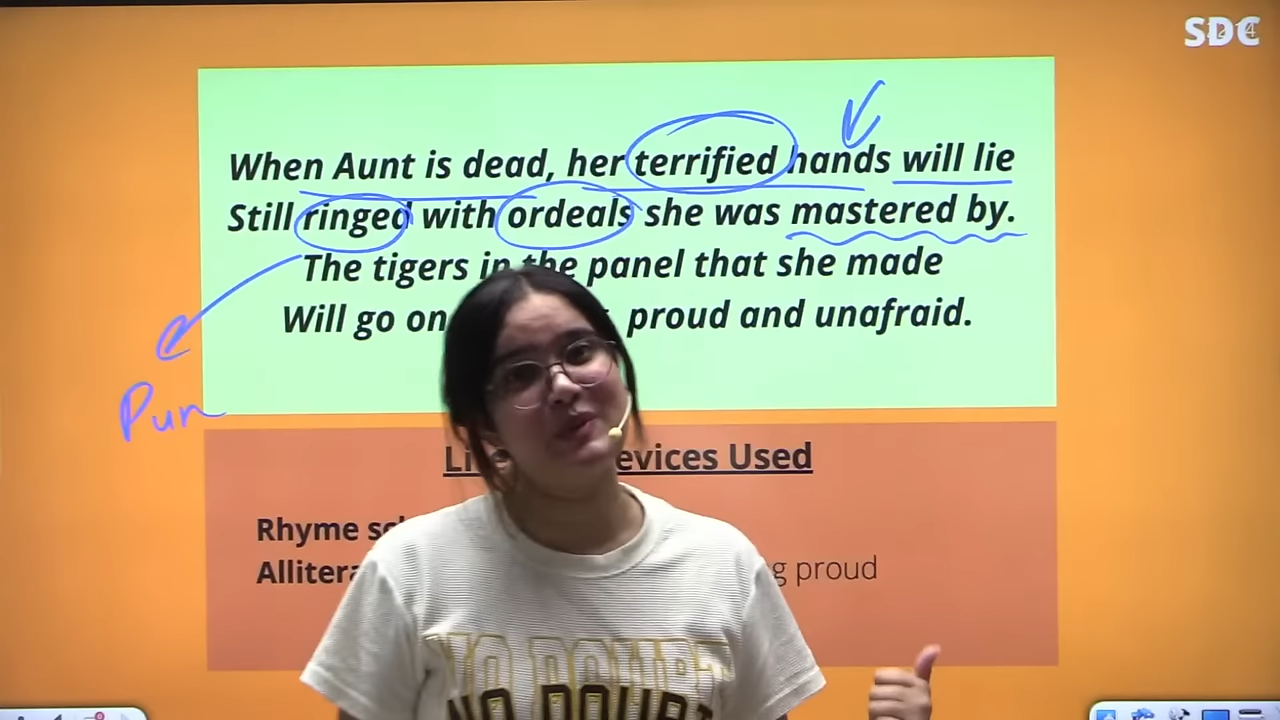 SDC
When Aunt is dead, her terrified hands will lie
Still ringed with ordeals she was mastered by.
The tigers in the panel that she made
Will go on proud and unafraid.
Pun
Devices Used
Rhyme
proud
NO DOUBT
NO DOUBT